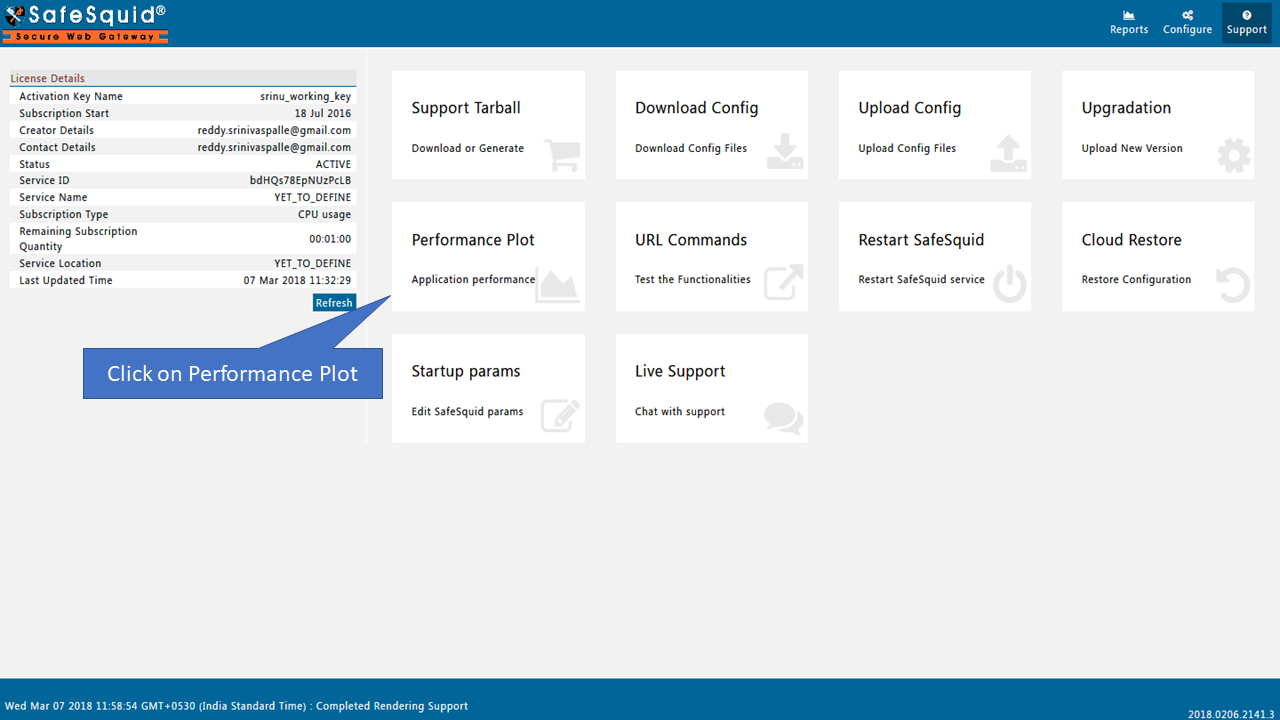 SafeSquid®
Secure Web Gateway
Reports
Configure
Support
License Details
Activation Key Name srinu_working_key
Subscription Start 18 Jul 2016
Creator Details reddy.srinivaspalle@gmail.com
Contact Details reddy.srinivaspalle@gmail.com
Status ACTIVE
Service ID bdHQs78EpNUzPcLB
Service Name YET_TO_DEFINE
Subscription Type CPU usage
Remaining Subscription
Quantity 00:01:00
Service Location YET_TO_DEFINE
Last Updated Time 07 Mar 2018 11:32:29
Refresh
Click on Performance Plot
Support Tarball
Download or Generate
Download Config
Download Config Files
Upload Config
Upload Config Files
Upgradation
Upload New Version
Performance Plot
Application performance
URL Commands
Test the Functionalities
Restart SafeSquid
Restart SafeSquid service
Cloud Restore
Restore Configuration
Startup params
Edit SafeSquid params
Live Support
Chat with support
Wed Mar 07 2018 11:58:54 GMT+0530 (India Standard Time) : Completed Rendering Support
2018.0206.2141.3